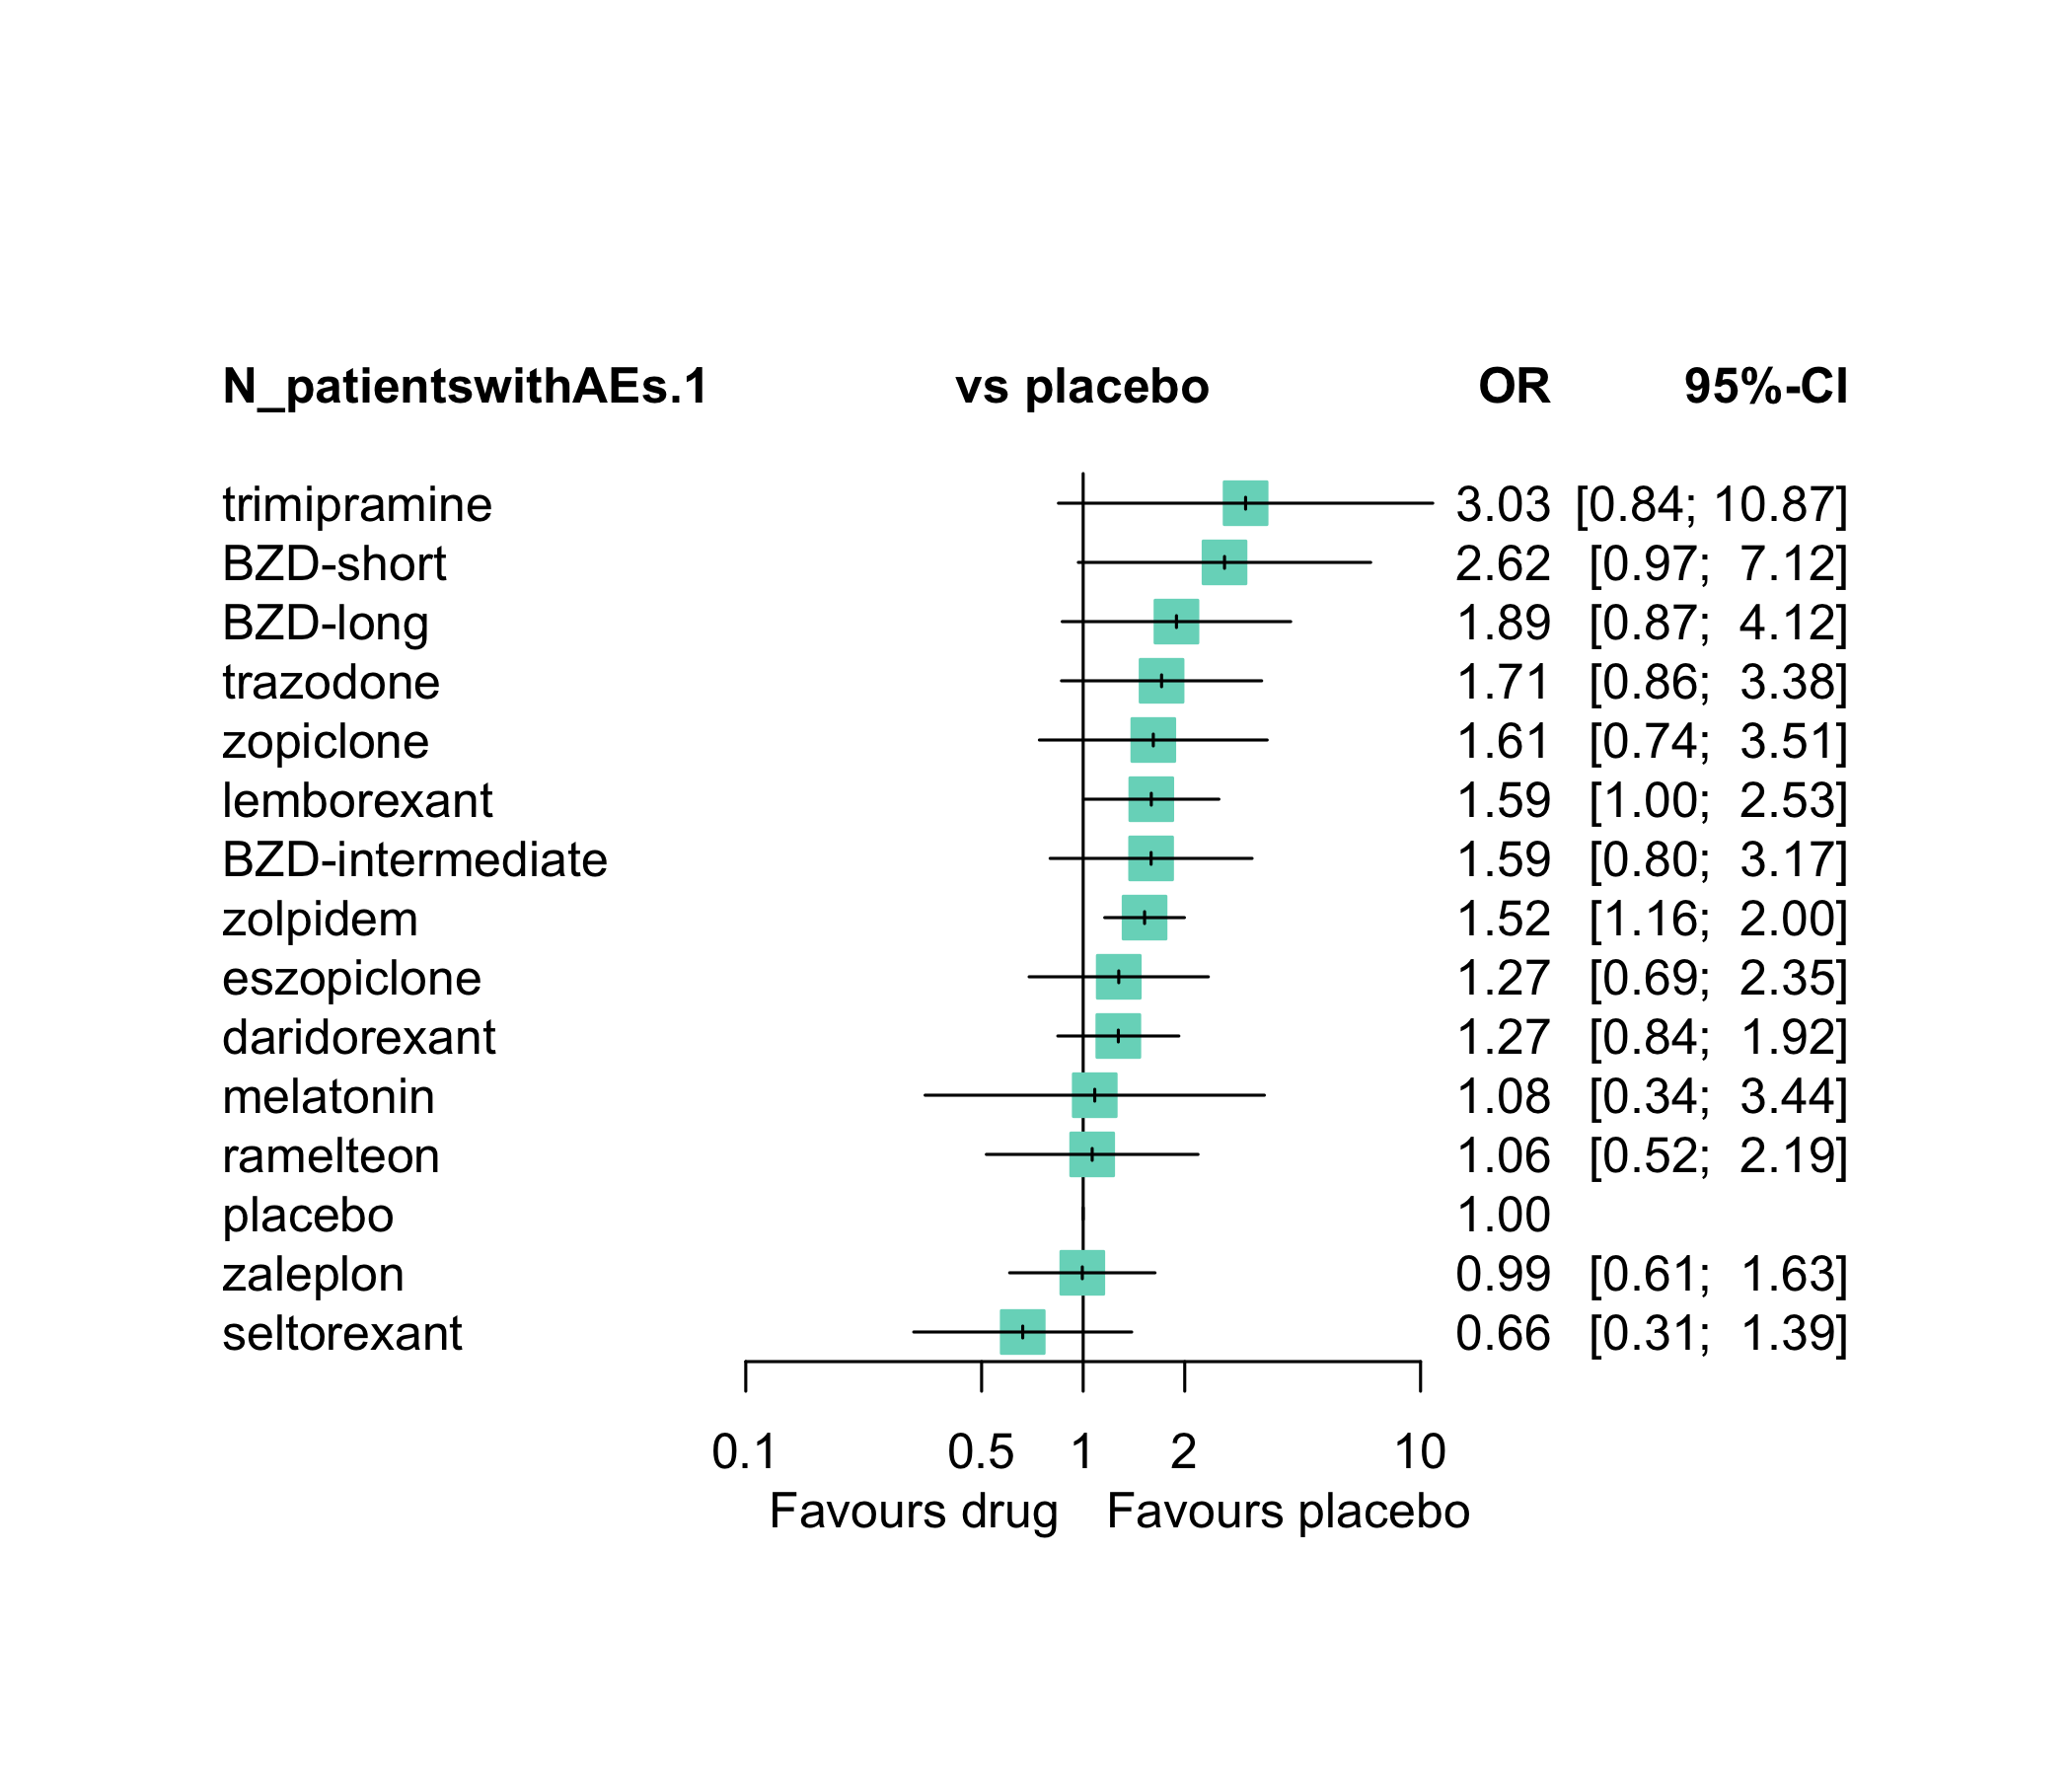 N_patientswithAEs.1 vs placebo OR 95%-CI
trimipramine 3.03 [0.84; 10.87]
BZD-short 2.62 [0.97; 7.12]
BZD-long 1.89 [0.87; 4.12]
trazodone 1.71 [0.86; 3.38]
zopiclone 1.61 [0.74; 3.51]
lemborexant 1.59 [1.00; 2.53]
BZD-intermediate 1.59 [0.80; 3.17]
zolpidem 1.52 [1.16; 2.00]
eszopiclone 1.27 [0.69; 2.35]
daridorexant 1.27 [0.84; 1.92]
melatonin 1.08 [0.34; 3.44]
ramelteon 1.06 [0.52; 2.19]
placebo 1.00
zaleplon 0.99 [0.61; 1.63]
seltorexant 0.66 [0.31; 1.39]
0.1 0.5 1 2 10
Favours drug Favours placebo